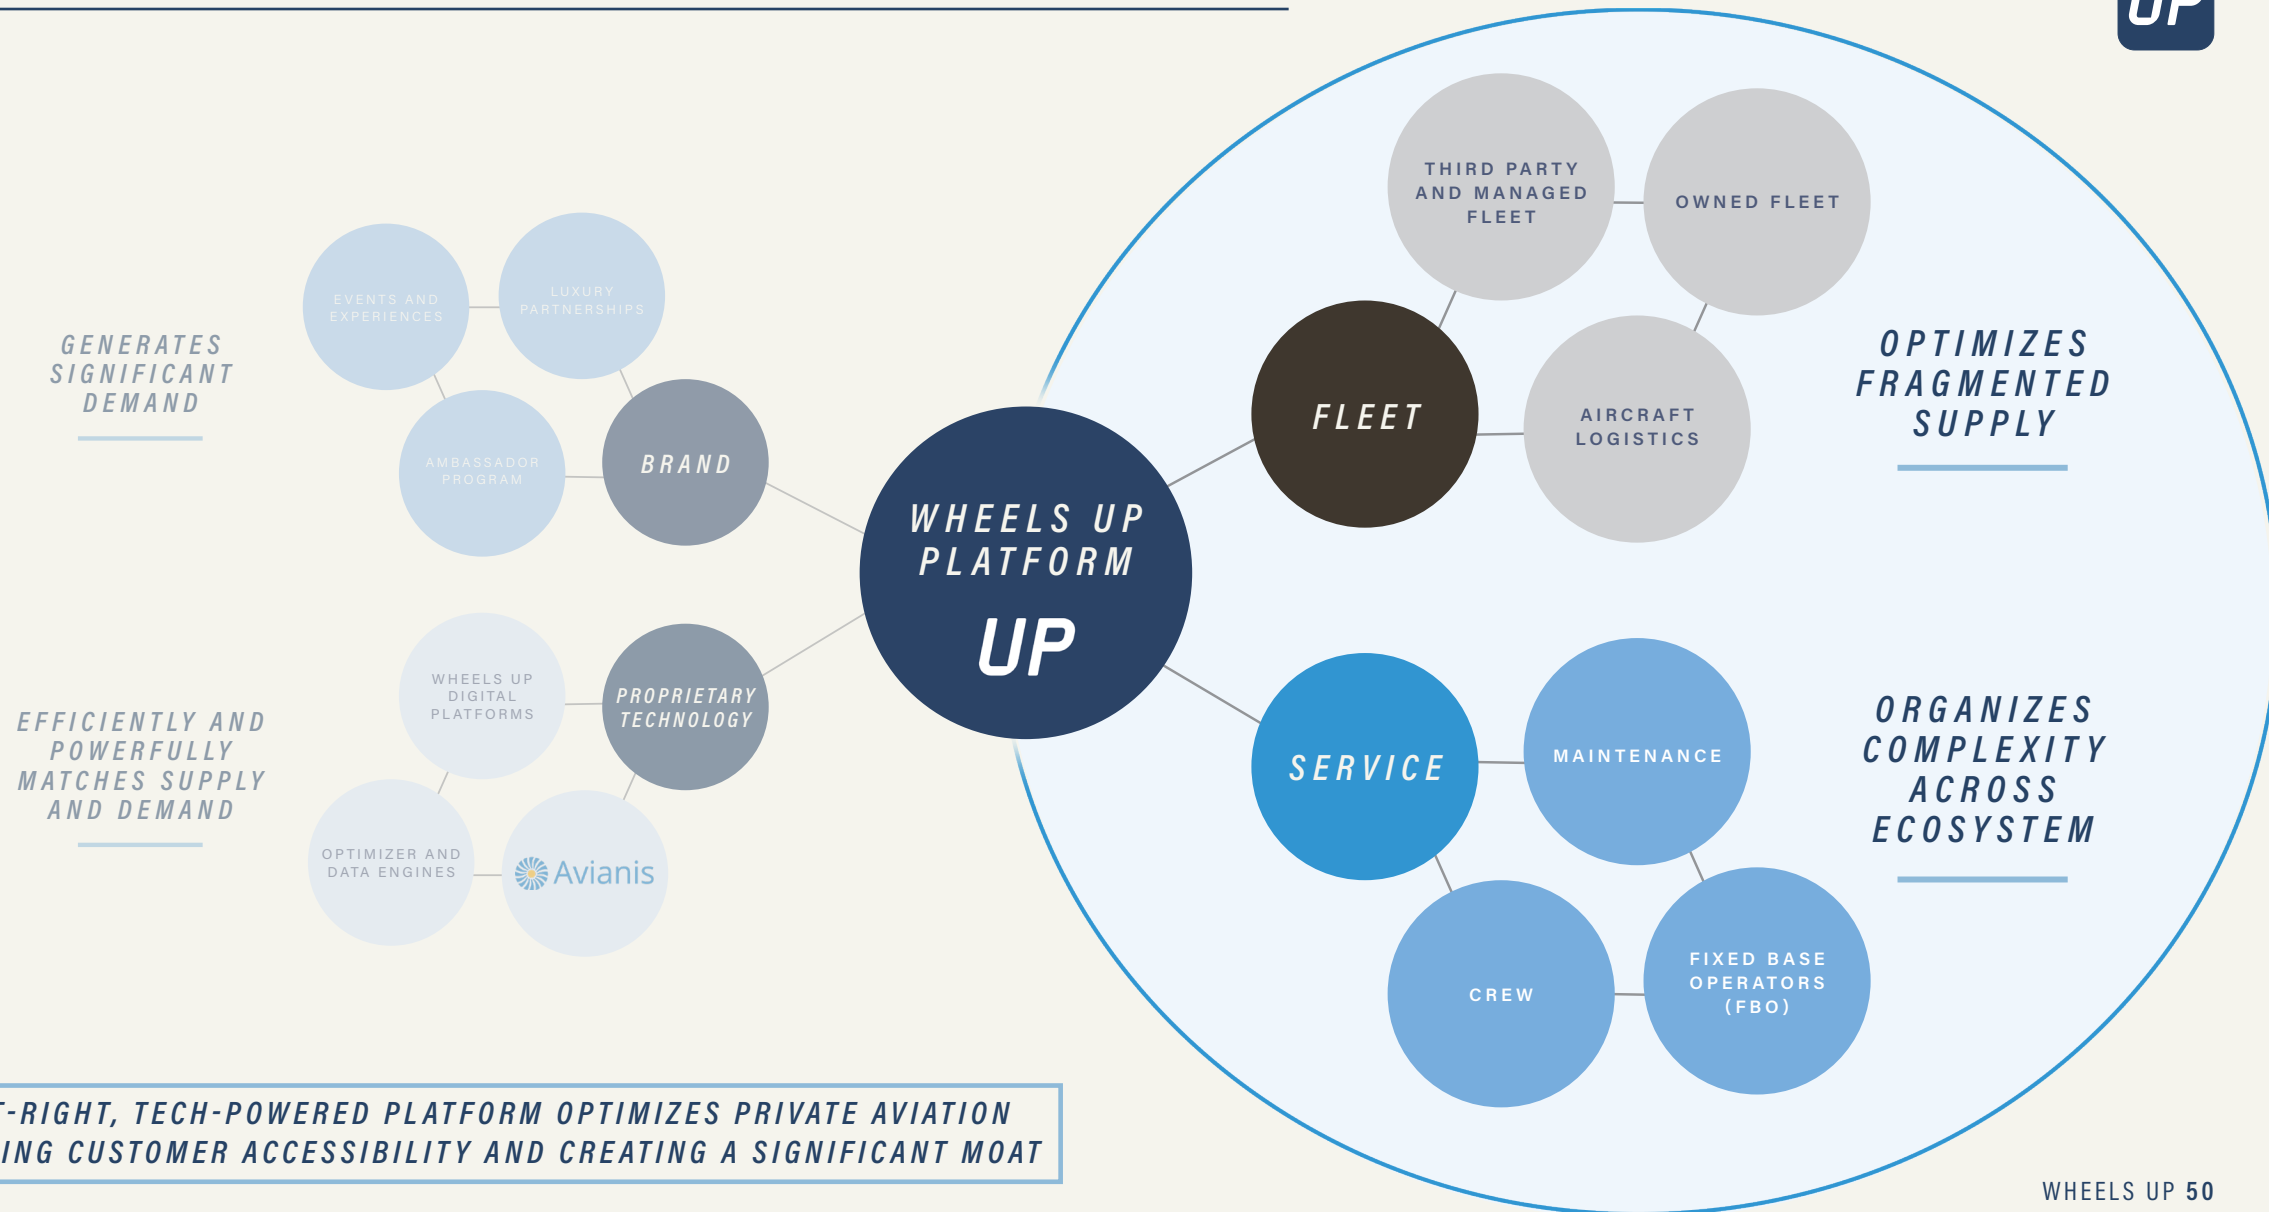 UP
GENERATES
SIGNIFICANT
DEMAND
EVENTS AND
EXPERIENCES
LUXURY
PARTNERSHIPS
AMBASSADOR
PROGRAM
BRAND
EFFICIENTLY AND
POWERFULLY
MATCHES SUPPLY
AND DEMAND
WHEELS UP
DIGITAL
PLATFORMS
PROPRIETARY
TECHNOLOGY
OPTIMIZER AND
DATA ENGINES
Avianis
WHEELS UP
PLATFORM
UP
THIRD PARTY
AND MANAGED
FLEET
OWNED FLEET
FLEET
AIRCRAFT
LOGISTICS
OPTIMIZES
FRAGMENTED
SUPPLY
SERVICE
MAINTENANCE
CREW
FIXED BASE
OPERATORS
(FBO)
ORGANIZES
COMPLEXITY
ACROSS
ECOSYSTEM
-RIGHT, TECH-POWERED PLATFORM OPTIMIZES PRIVATE AVIATION
ING CUSTOMER ACCESSIBILITY AND CREATING A SIGNIFICANT MOAT
WHEELS UP 50